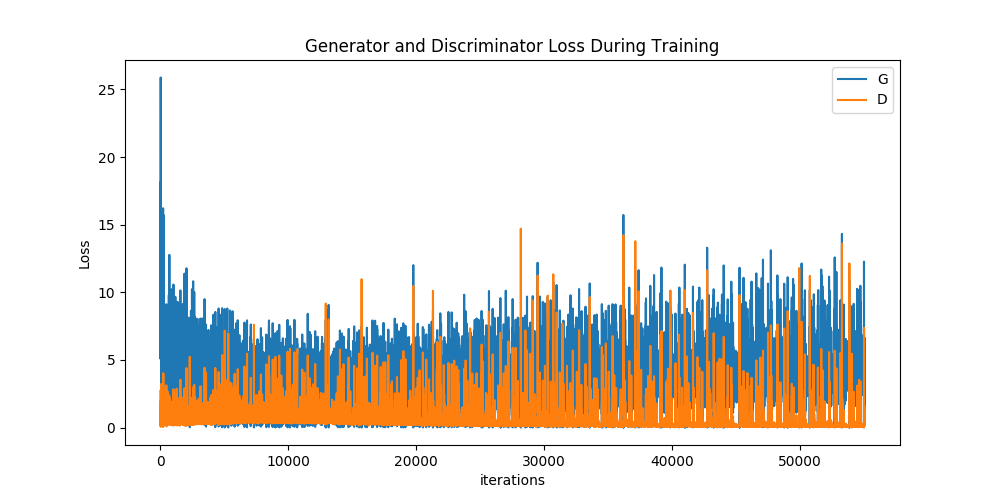 Generator and Discriminator Loss During Training
G
D
25
20
15
10
5
0
Loss
0 10000 20000 30000 40000 50000
iterations